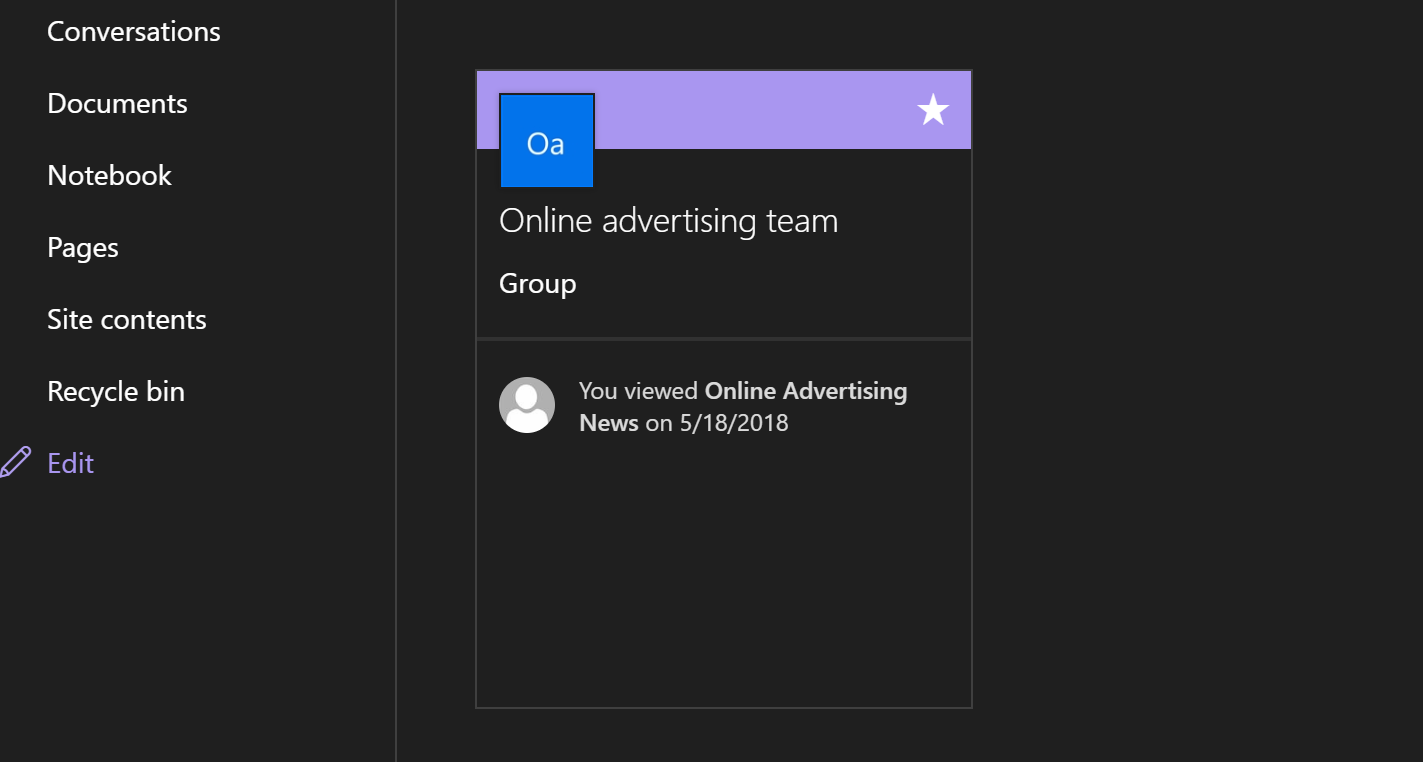 Conversations
Documents
Notebook
Pages
Site contents
Recycle bin
Edit
Oa
Online advertising team
Group
You viewed Online Advertising
News on 5/18/2018